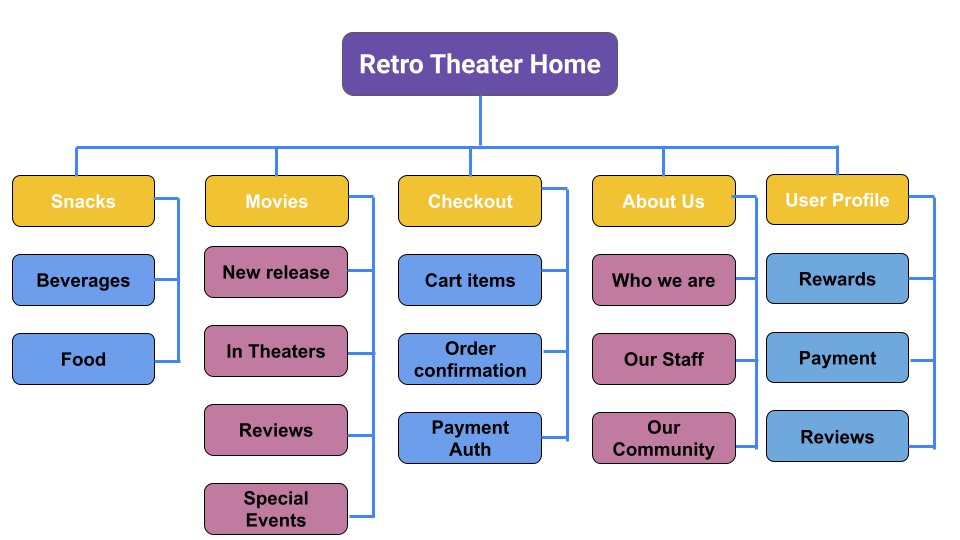 Retro Theater Home
Snacks
Movies
Checkout
About Us
User Profile
Beverages
Food
New release
In Theaters
Reviews
Special
Events
Cart items
Order
confirmation
Payment
Auth
Who we are
Our Staff
Our
Community
Rewards
Payment
Reviews